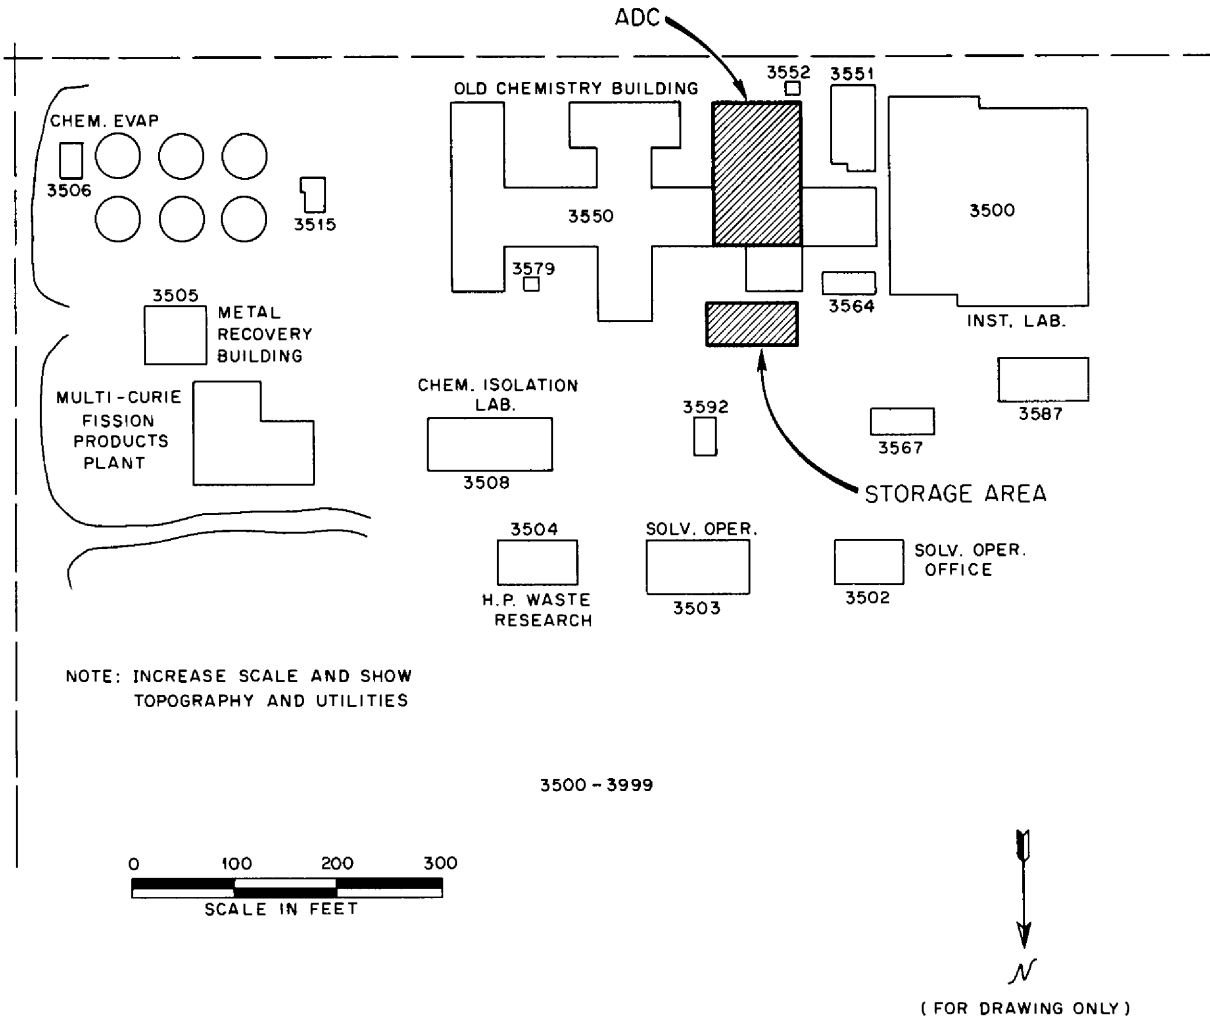 ADC
3552
3551
OLD CHEMISTRY BUILDING
CHEM. EVAP
3506
3515
3550
3500
3579
3505
3564
METAL
RECOVERY
BUILDING
INST. LAB.
MULTI-CURIE
FISSION
PRODUCTS
PLANT
CHEM. ISOLATION
LAB.
3592
3587
3567
3508
STORAGE AREA
3504
SOLV. OPER.
SOLV. OPER.
OFFICE
H.P. WASTE
RESEARCH
3503
3502
NOTE: INCREASE SCALE AND SHOW
TOPOGRAPHY AND UTILITIES
3500-3999
0 100 200 300
SCALE IN FEET
N
(FOR DRAWING ONLY)